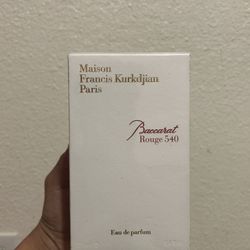 Maison
Francis Kurkdjian
Paris
Baccarat
Rouge 540
Eau de parfum